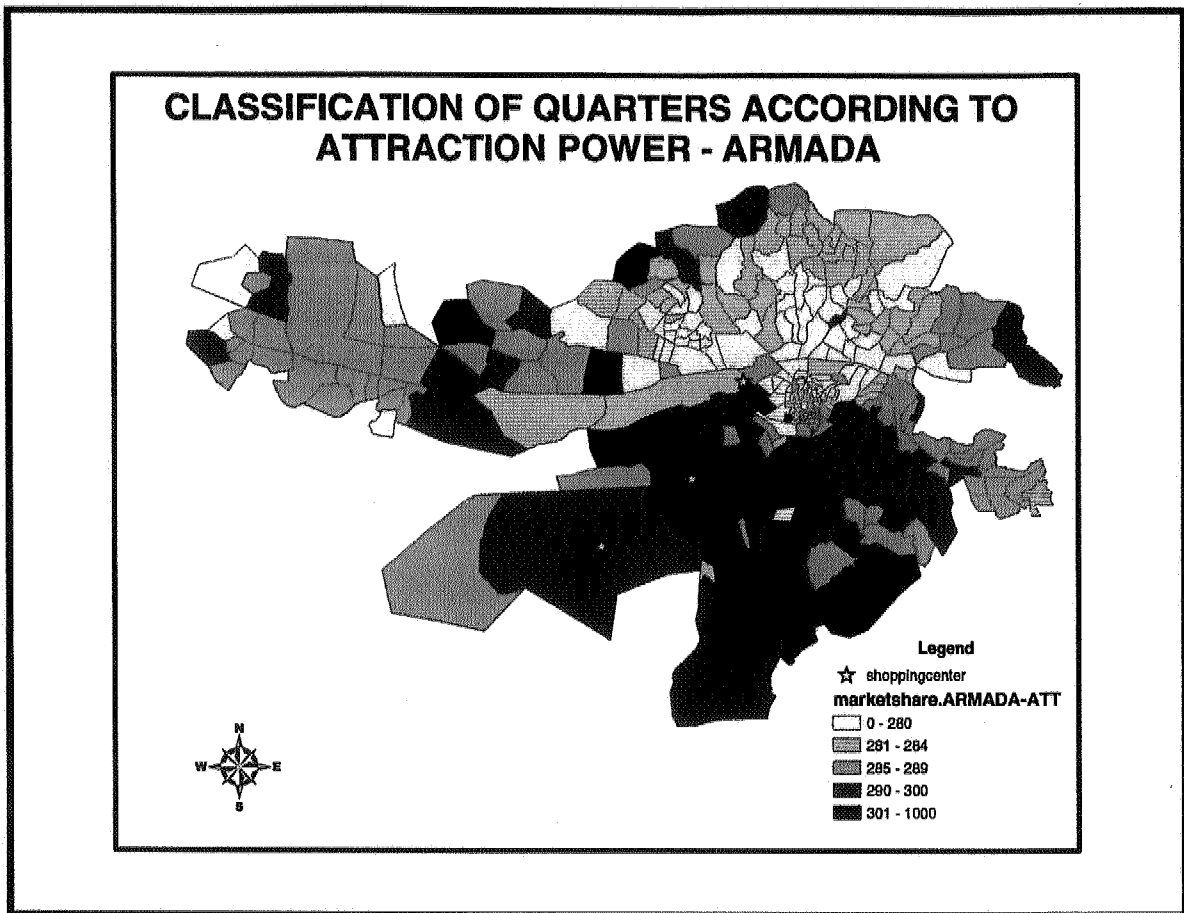 CLASSIFICATION OF QUARTERS ACCORDING TO
ATTRACTION POWER - ARMADA
Legend
shoppingcenter
marketshare.ARMADA-ATT
0 - 280
281 - 284
285 - 289
290 - 300
301 - 1000
N
W E
S